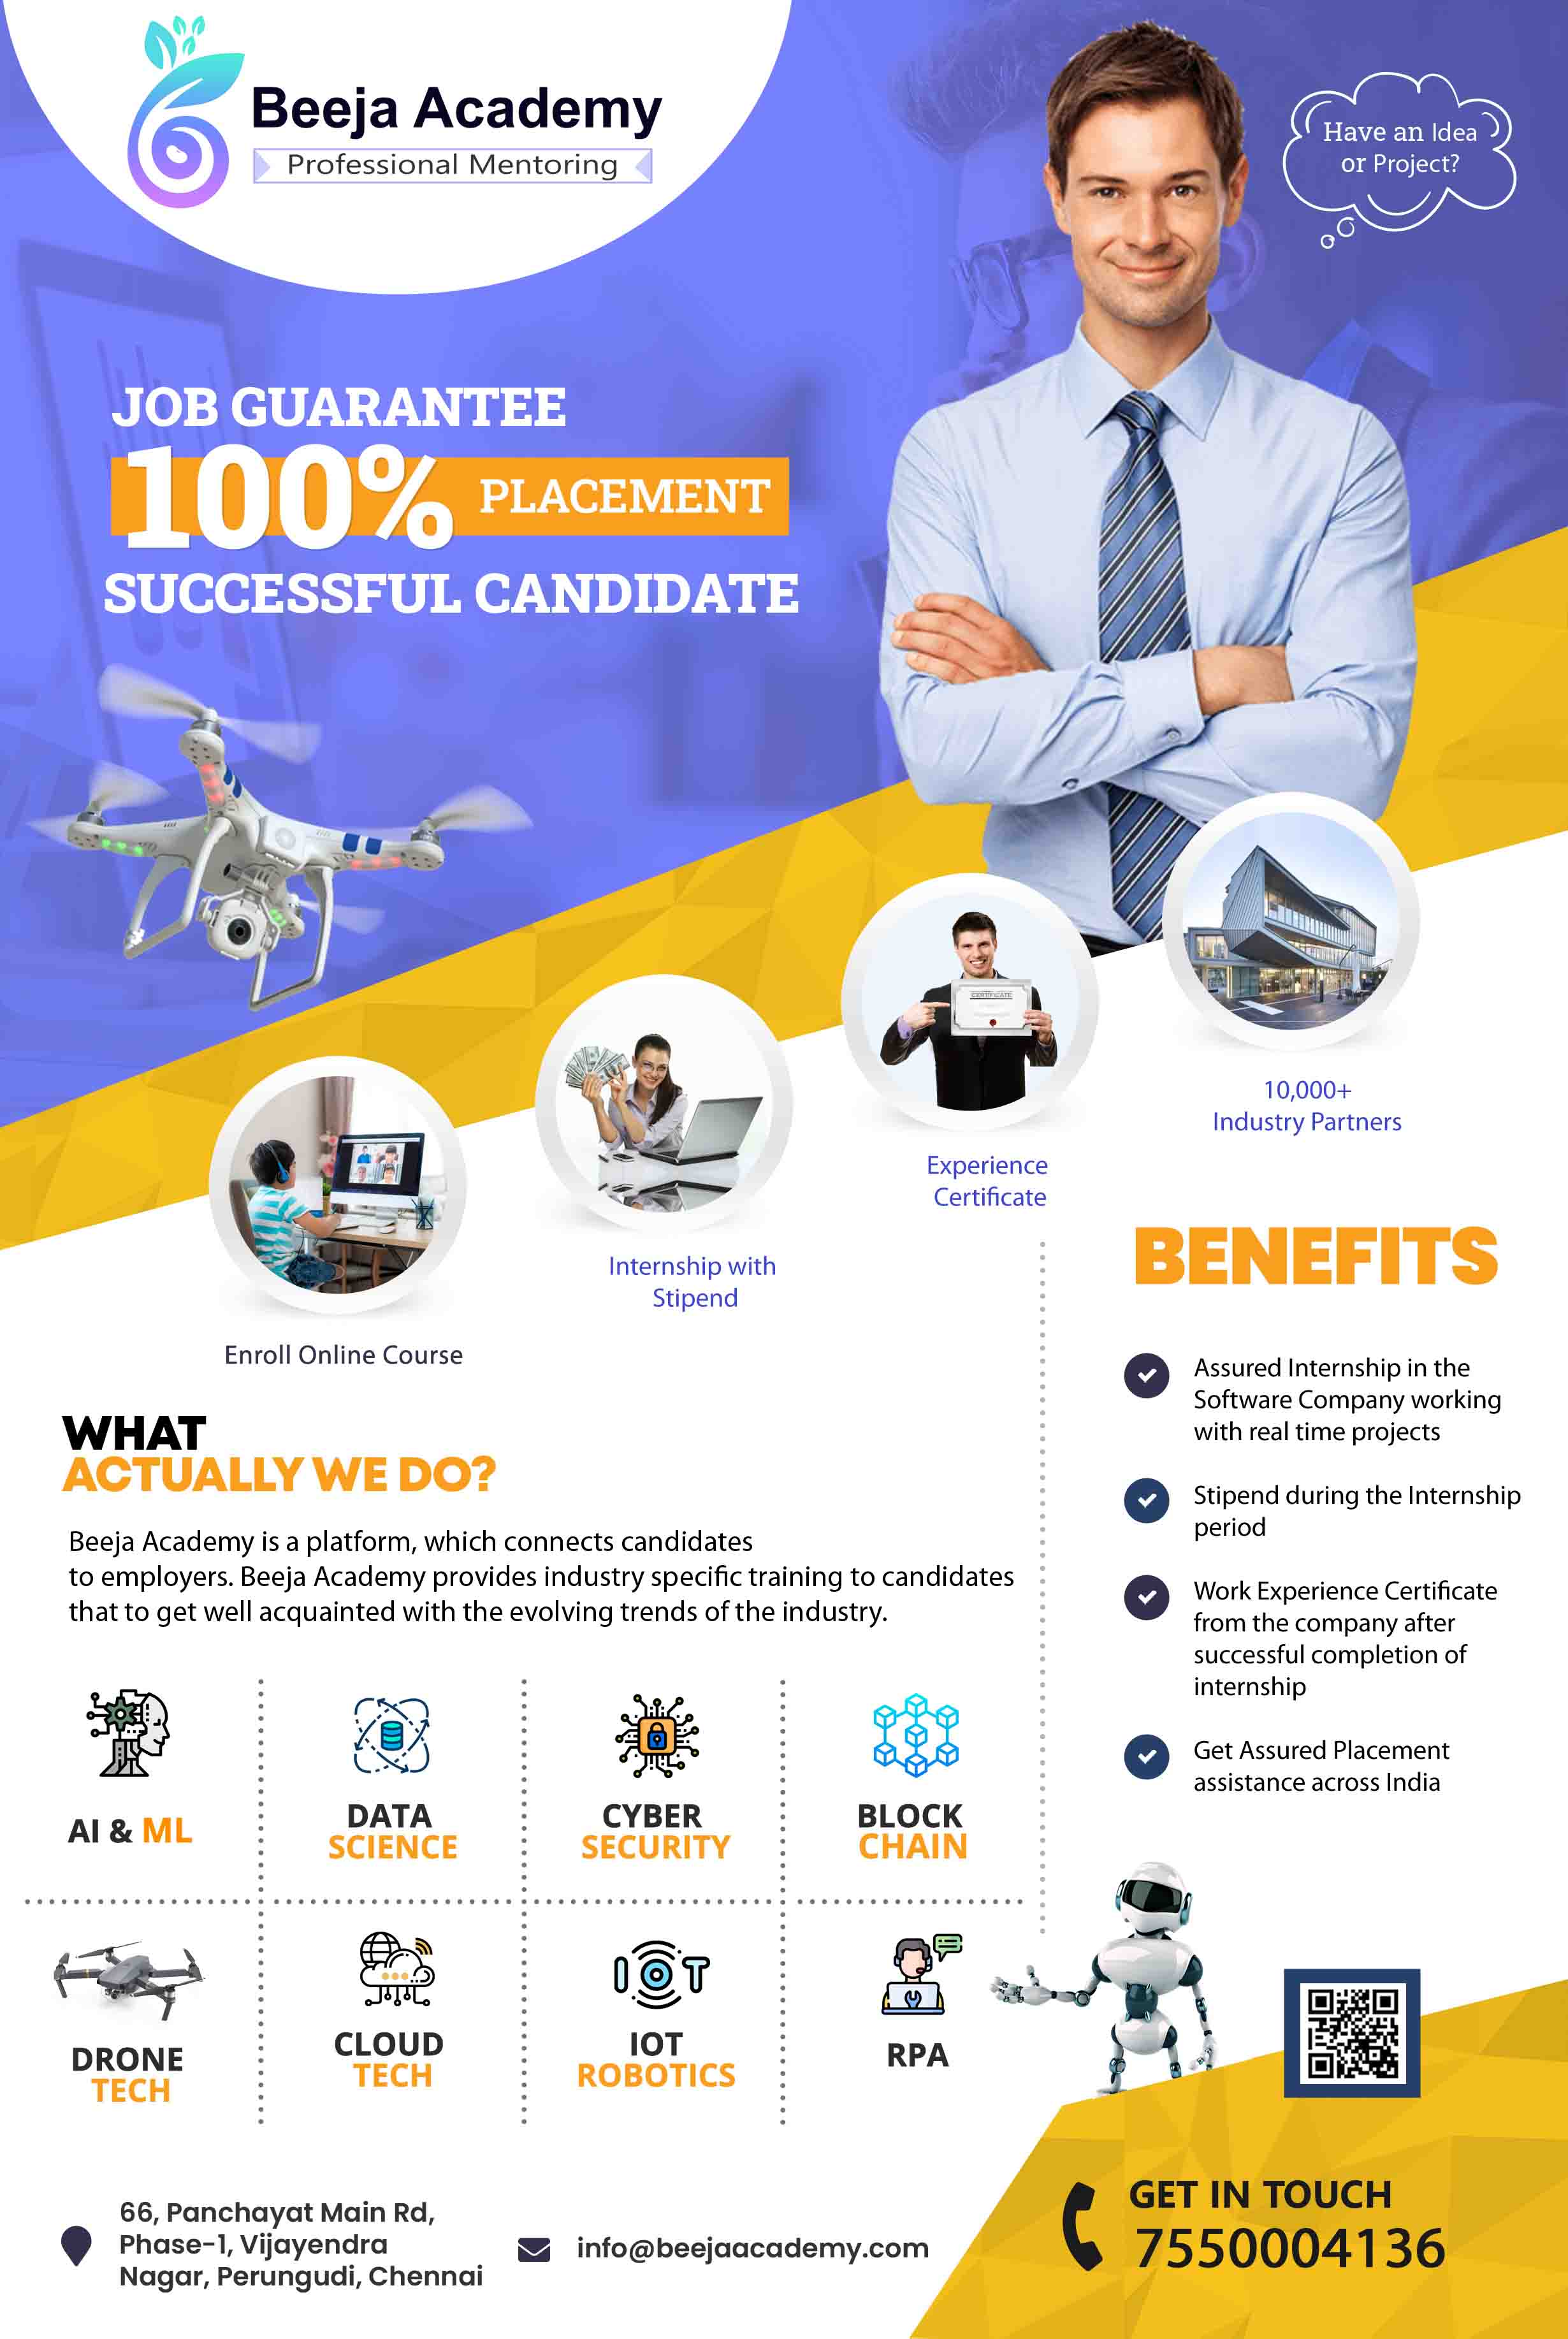 Beeja Academy
Professional Mentoring
Have an Idea
or Project?
JOB GUARANTEE
100% PLACEMENT
SUCCESSFUL CANDIDATE
10,000+
Industry Partners
Experience
Certificate
Internship with
Stipend
Enroll Online Course
CERTIFICATE
WHAT
ACTUALLY WE DO?
Beeja Academy is a platform, which connects candidates
to employers. Beeja Academy provides industry specific training to candidates
that to get well acquainted with the evolving trends of the industry.
AI & ML
DATA
SCIENCE
CYBER
SECURITY
BLOCK
CHAIN
DRONE
TECH
CLOUD
TECH
IOT
IOT
ROBOTICS
RPA
BENEFITS
Assured Internship in the
Software Company working
with real time projects
Stipend during the Internship
period
Work Experience Certificate
from the company after
successful completion of
internship
Get Assured Placement
assistance across India
66, Panchayat Main Rd,
Phase-1, Vijayendra
Nagar, Perungudi, Chennai
info@beejaacademy.com
GET IN TOUCH
7550004136